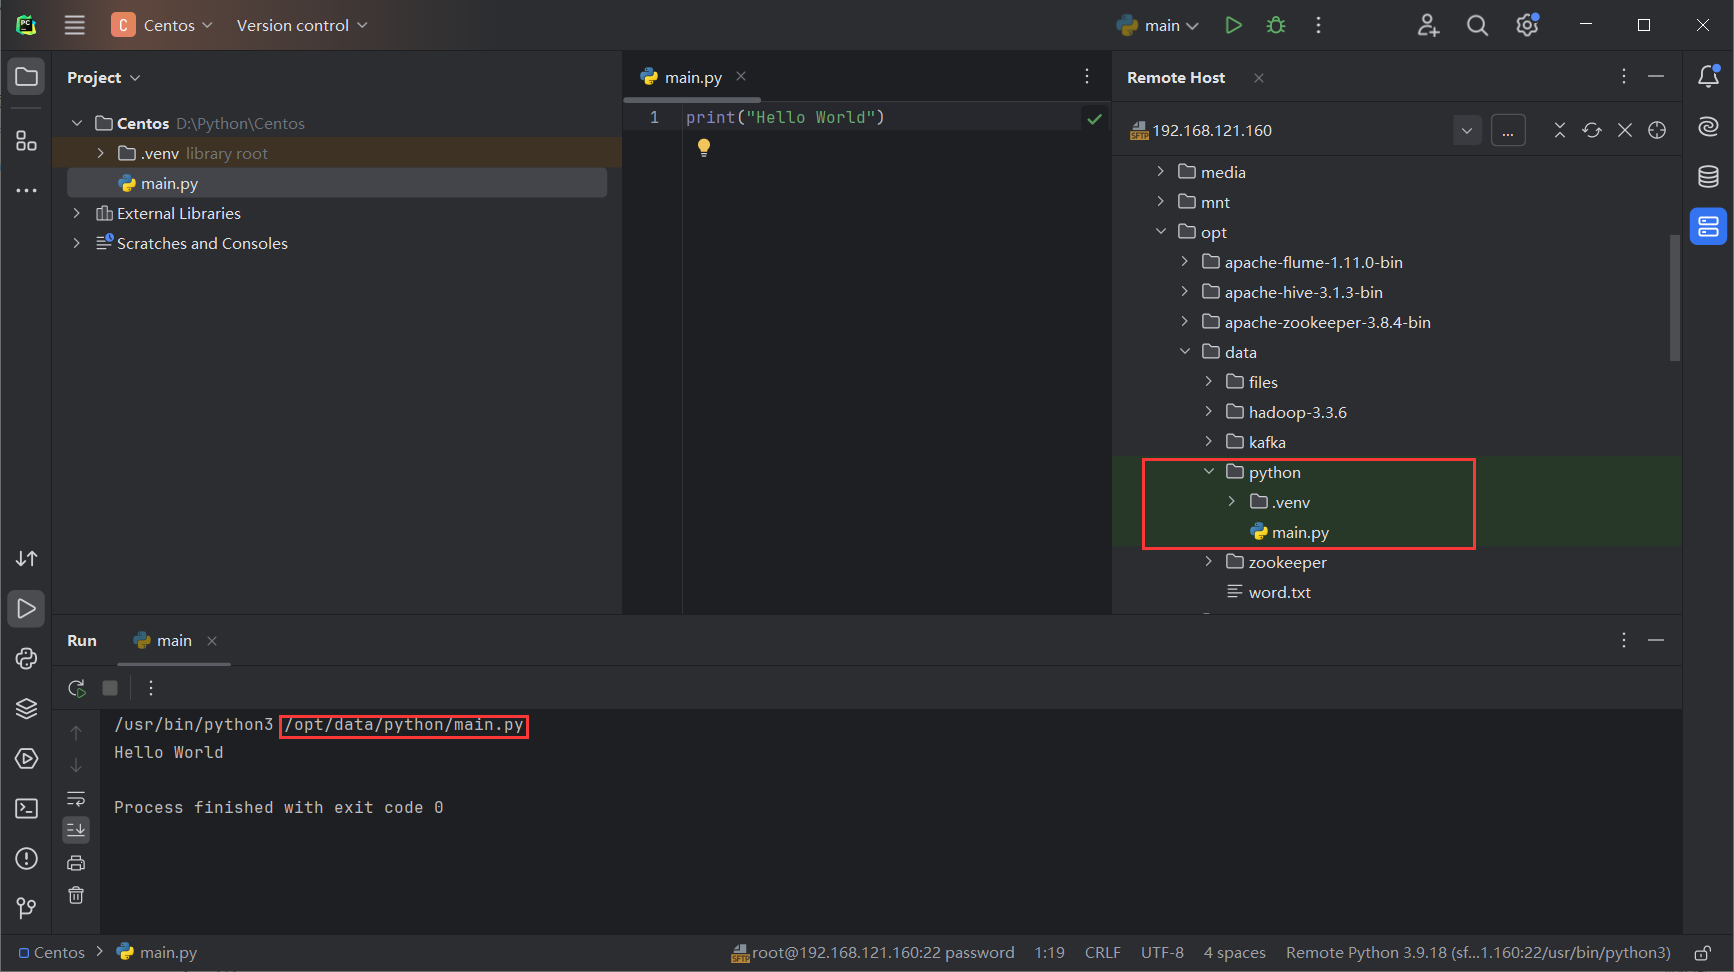 PC
C Centos
Version control
main
Project
Centos D:\Python\Centos
.venv library root
main.py
External Libraries
Scratches and Consoles
main.py
1 print("Hello World")
Remote Host
SFTP 192.168.121.160
...
media
mnt
opt
apache-flume-1.11.0-bin
apache-hive-3.1.3-bin
apache-zookeeper-3.8.4-bin
data
files
hadoop-3.3.6
kafka
python
.venv
main.py
zookeeper
word.txt
Run
main
/usr/bin/python3 /opt/data/python/main.py
Hello World
Process finished with exit code 0
Centos
main.py
SFTP root@192.168.121.160:22 password
1:19
CRLF
UTF-8
4 spaces
Remote Python 3.9.18 (sf...1.160:22/usr/bin/python3)